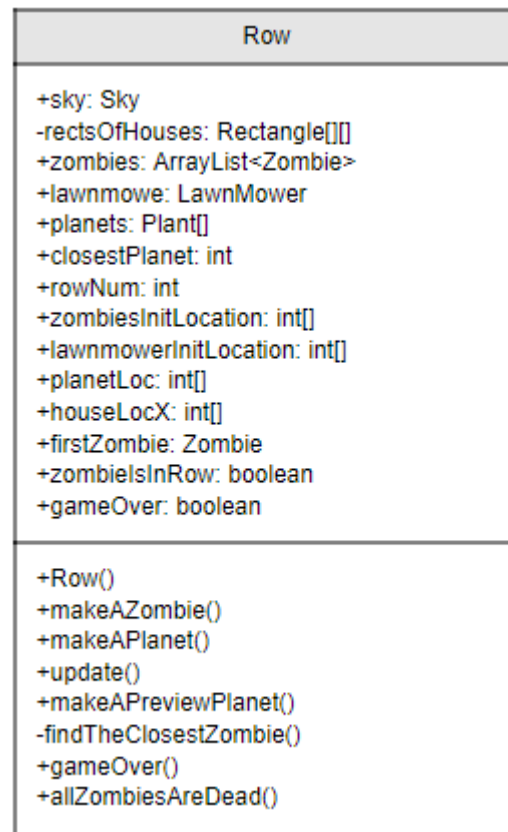 Row
+sky: Sky
-rectsOfHouses: Rectangle[][]
+zombies: ArrayList<Zombie>
+lawnmowe: LawnMower
+planets: Plant[]
+closestPlanet: int
+rowNum: int
+zombiesInitLocation: int[]
+lawnmowerInitLocation: int[]
+planetLoc: int[]
+houseLocX: int[]
+firstZombie: Zombie
+zombieIsInRow: boolean
+gameOver: boolean
+Row()
+makeAZombie()
+makeAPlanet()
+update()
+makeAPreviewPlanet()
-findTheClosestZombie()
+gameOver()
+allZombiesAreDead()